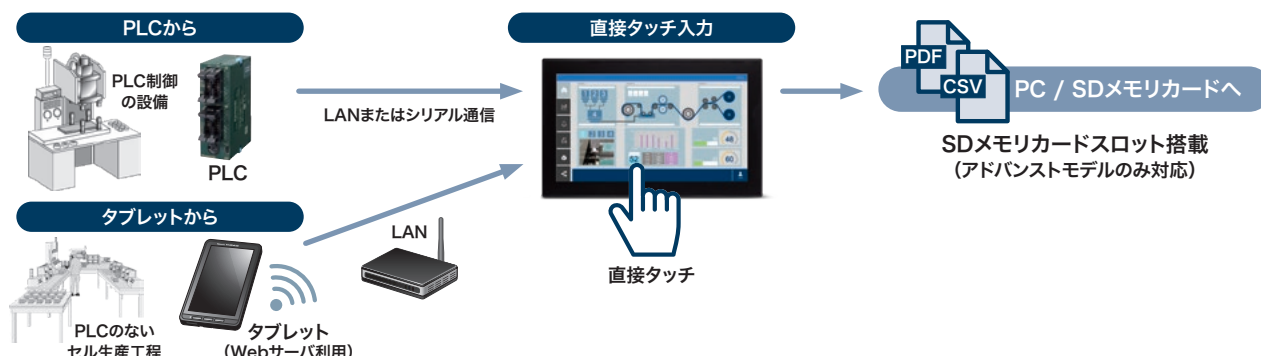 PLCから
PLC制御
の設備
PLC
LANまたはシリアル通信
直接タッチ入力
52
48
60
直接タッチ
PDF
CSV
PC / SDメモリカードへ
SDメモリカードスロット搭載
（アドバンストモデルのみ対応）
タブレットから
PLCのない
セル生産工程
タブレット
（Webサーバ利用）
LAN